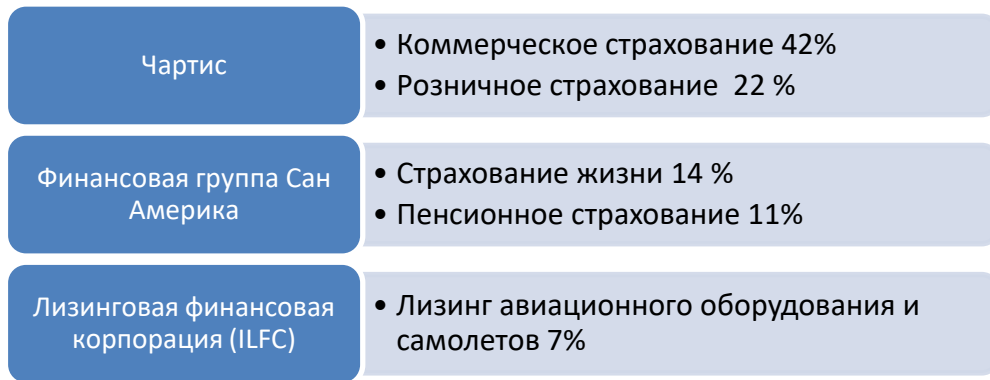 Чартис
• Коммерческое страхование 42%
• Розничное страхование 22 %
Финансовая группа Сан
Америка
• Страхование жизни 14 %
• Пенсионное страхование 11%
Лизинговая финансовая
корпорация (ILFC)
• Лизинг авиационного оборудования и
самолетов 7%